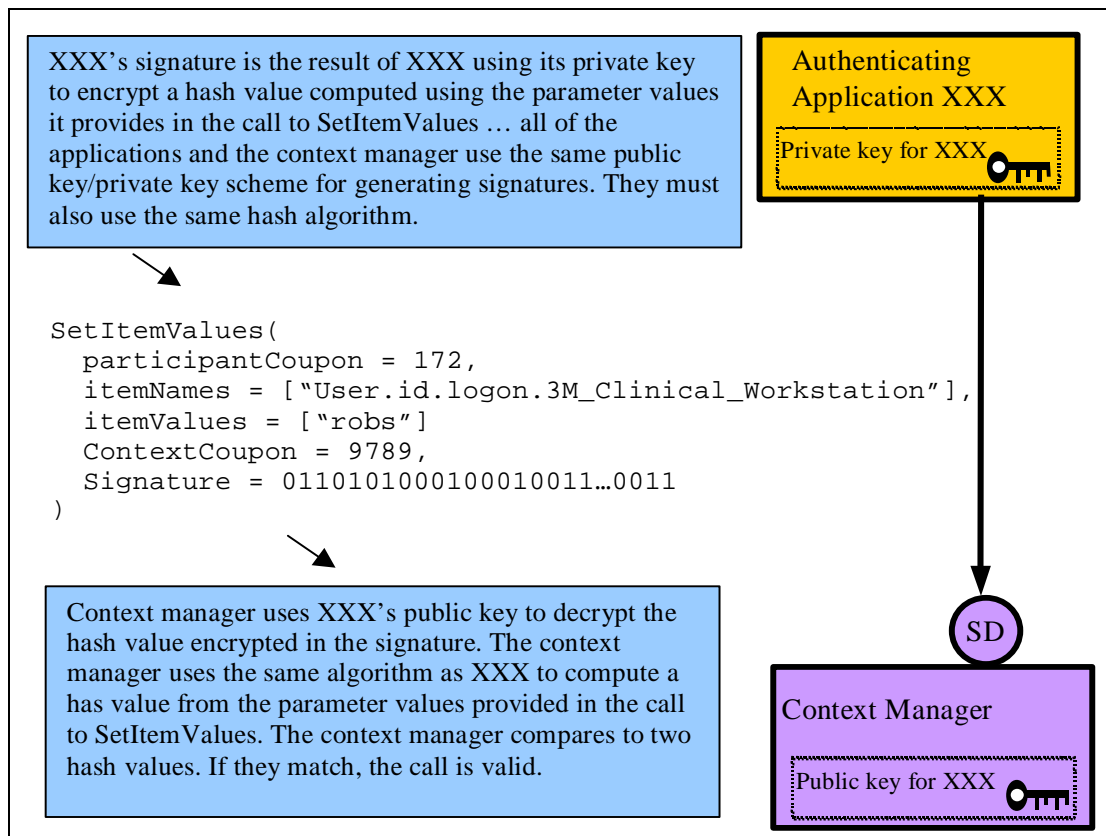 XXX’s signature is the result of XXX using its private key
to encrypt a hash value computed using the parameter values
it provides in the call to SetItemValues … all of the
applications and the context manager use the same public
key/private key scheme for generating signatures. They must
also use the same hash algorithm.
Authenticating
Application XXX
Private key for XXX
SetItemValues(
participantCoupon = 172,
itemNames = [“User.id.logon.3M_Clinical_Workstation”],
itemValues = [“robs”]
ContextCoupon = 9789,
Signature = 0110101000100010011…0011
)
Context manager uses XXX’s public key to decrypt the
hash value encrypted in the signature. The context
manager uses the same algorithm as XXX to compute a
has value from the parameter values provided in the call
to SetItemValues. The context manager compares to two
hash values. If they match, the call is valid.
SD
Context Manager
Public key for XXX